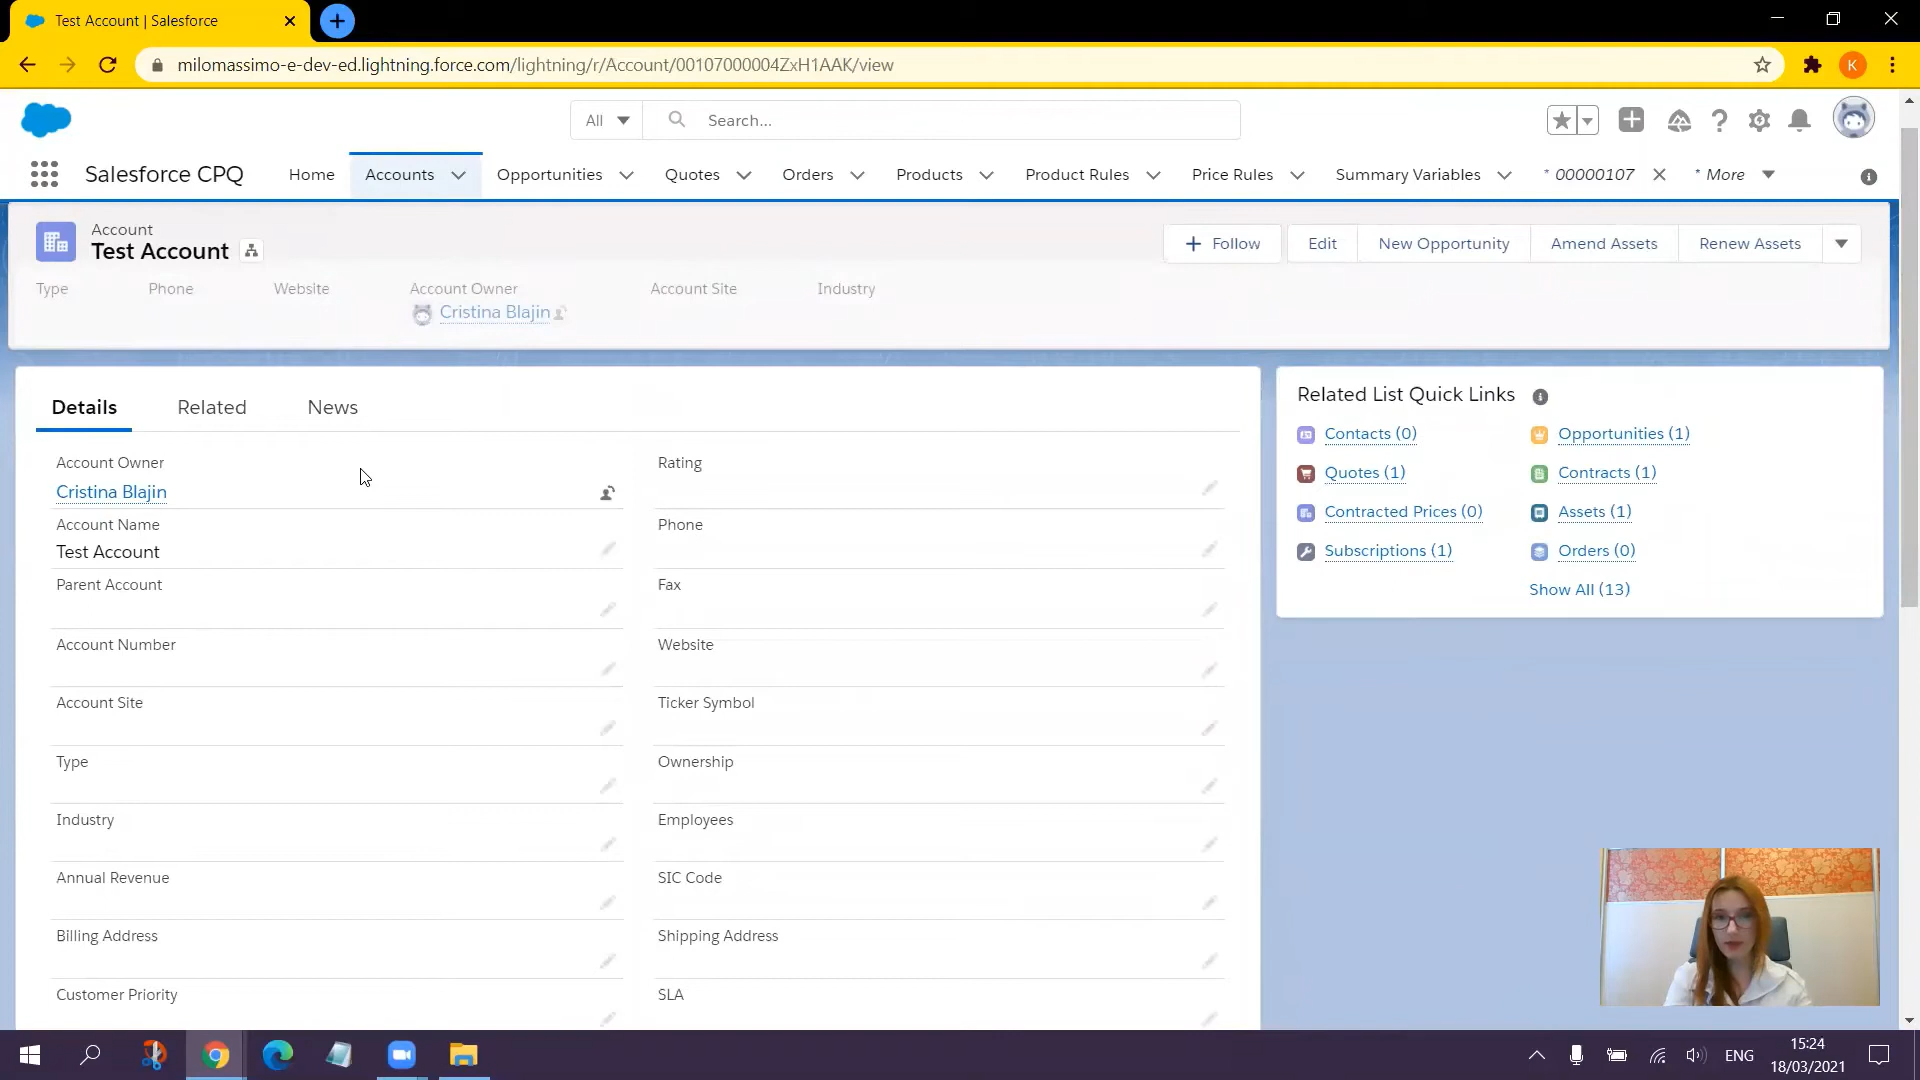 Test Account | Salesforce
milomassimo-e-dev-ed.lightning.force.com/lightning/r/Account/00107000004ZxH1AAK/view
K
All
Search...
Salesforce CPQ
Home
Accounts
Opportunities
Quotes
Orders
Products
Product Rules
Price Rules
Summary Variables
* 00000107
* More
Account
Test Account
Follow
Edit
New Opportunity
Amend Assets
Renew Assets
Type
Phone
Website
Account Owner
Account Site
Industry
Cristina Blajin
Details
Related
News
Account Owner
Cristina Blajin
Rating
Account Name
Test Account
Phone
Parent Account
Fax
Account Number
Website
Account Site
Ticker Symbol
Type
Ownership
Industry
Employees
Annual Revenue
SIC Code
Billing Address
Shipping Address
Customer Priority
SLA
Related List Quick Links
Contacts (0)
Opportunities (1)
Quotes (1)
Contracts (1)
Contracted Prices (0)
Assets (1)
Subscriptions (1)
Orders (0)
Show All (13)
ENG
15:24
18/03/2021